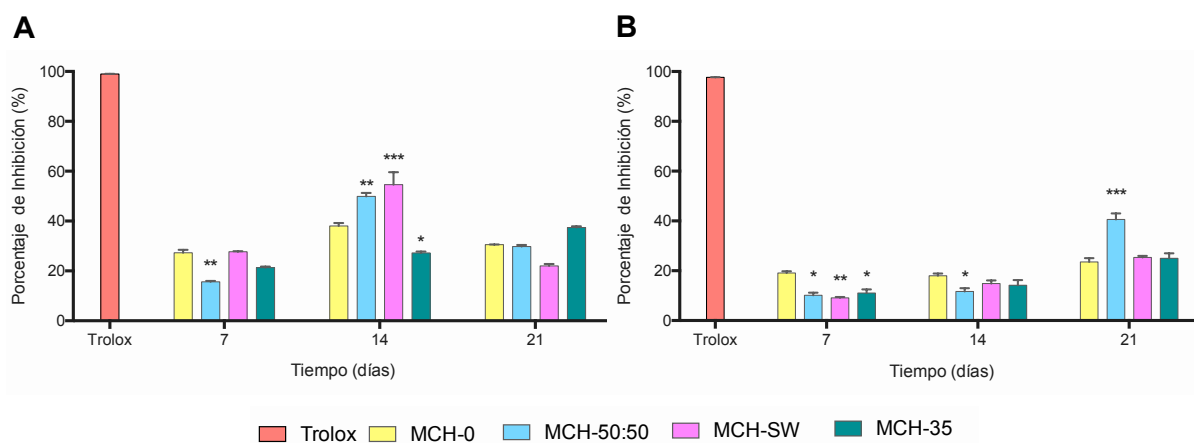 A
Porcentaje de Inhibición (%)
100
80
60
40
20
0
**
**
***
*
Trolox 7 14 21
Tiempo (días)
B
Porcentaje de Inhibición (%)
100
80
60
40
20
0
*
**
*
*
***
Trolox 7 14 21
Tiempo (días)
Trolox MCH-0 MCH-50:50 MCH-SW MCH-35